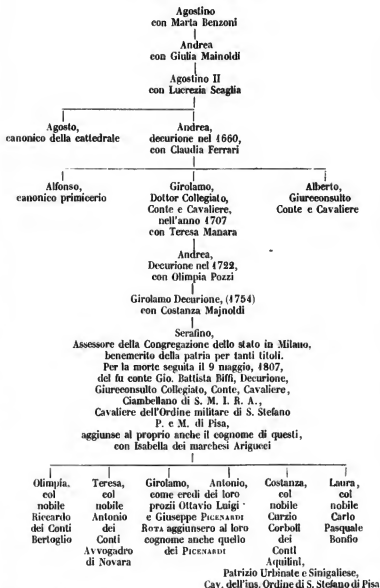 Agostino
con Marta Benzoni
Andrea
con Giulia Mainoldi
Agostino II
con Lucrezia Scaglia
Agosto,
canonico della cattedrale
Andrea,
decurione nel 1660,
con Claudia Ferrari
Alfonso,
canonico primicerio
Girolamo,
Dottor Collegiato,
Conte e Cavaliere,
nell'anno 1707
con Teresa Manara
Alberto,
Giureconsulto
Conte e Cavaliere
Andrea,
Decurione nel 1722,
con Olimpia Pozzi
Girolamo Decurione, (1754)
con Costanza Majnoldi
Serafino,
Assessore della Congregazione dello stato in Milano,
benemerito della patria per tanti titoli.
Per la morte seguita il 9 maggio, 1807,
del fu conte Gio. Battista Biffi, Decurione,
Giureconsulto Collegiato, Conte, Cavaliere,
Ciambellano di S. M. I. R. A.,
Cavaliere dell'Ordine militare di S. Stefano
P. e M. di Pisa,
aggiunse al proprio anche il cognome di questi,
con Isabella dei marchesi Arigucci
Olimpia,
col
nobile
Riccardo
dei Conti
Bertoglio
Teresa,
col
nobile
Antonio
dei
Conti
Avvogadro
di Novara
Girolamo, Antonio,
come eredi dei loro
prozii Ottavio Luigi
e Giuseppe PICENARDI
ROTA aggiunsero al loro
cognome anche quello
dei PICENARDI
Costanza,
col
nobile
Curzio
Corboli
dei
Conti
Aquilini,
Patrizio Urbinate e Sinigaliese,
Cav. dell'ins. Ordine di S. Stefano di Pisa
Laura,
col
nobile
Carlo
Pasquale
Bonfio